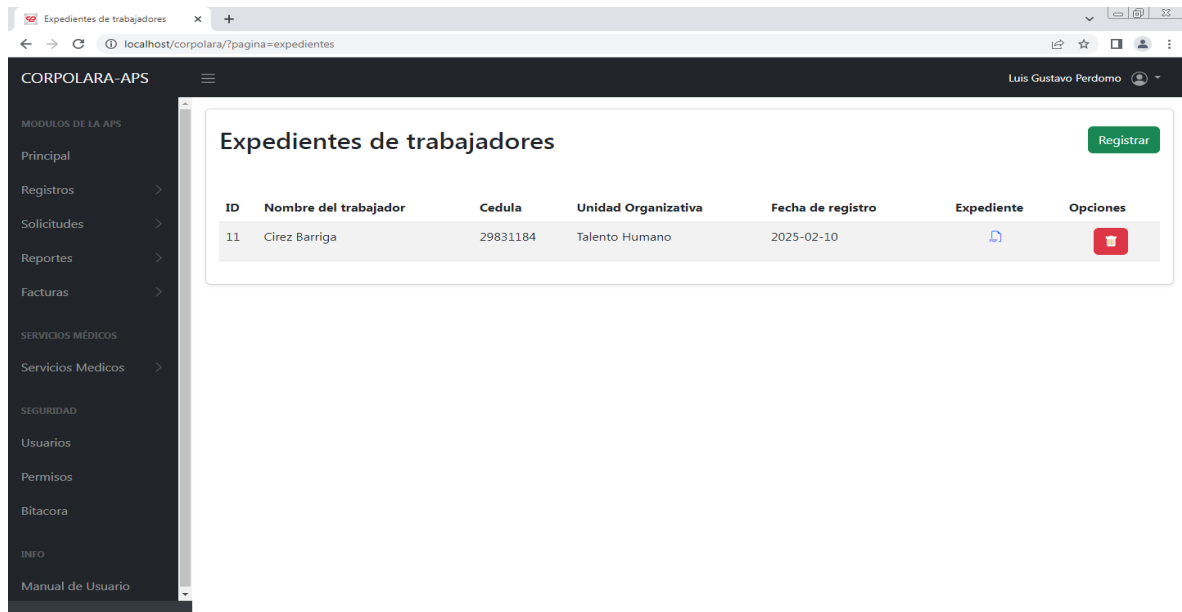 Expedientes de trabajadores
localhost/corpolara/?pagina=expedientes
CORPOLARA-APS
Luis Gustavo Perdomo
MODULOS DE LA APS
Principal
Registros
Solicitudes
Reportes
Facturas
SERVICIOS MÉDICOS
Servicios Medicos
SEGURIDAD
Usuarios
Permisos
Bitacora
INFO
Manual de Usuario
Expedientes de trabajadores
Registrar
ID Nombre del trabajador Cedula Unidad Organizativa Fecha de registro Expediente Opciones
11 Cirez Barriga 29831184 Talento Humano 2025-02-10